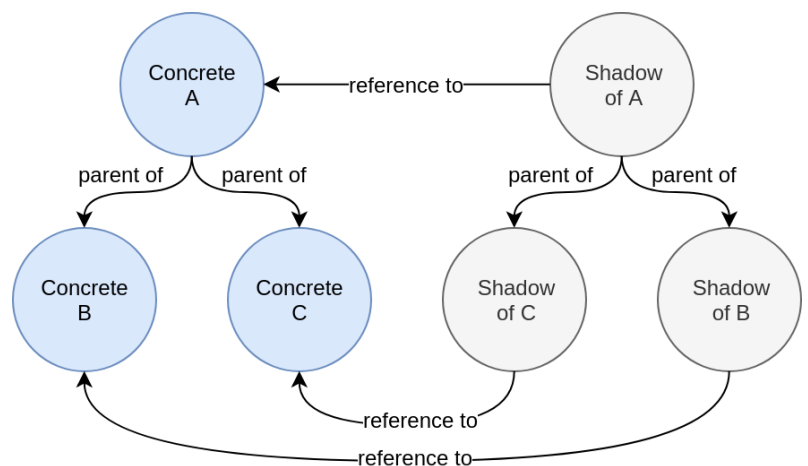 Concrete
A
reference to
Shadow
of A
parent of
parent of
parent of
parent of
Concrete
B
Concrete
C
Shadow
of C
Shadow
of B
reference to
reference to